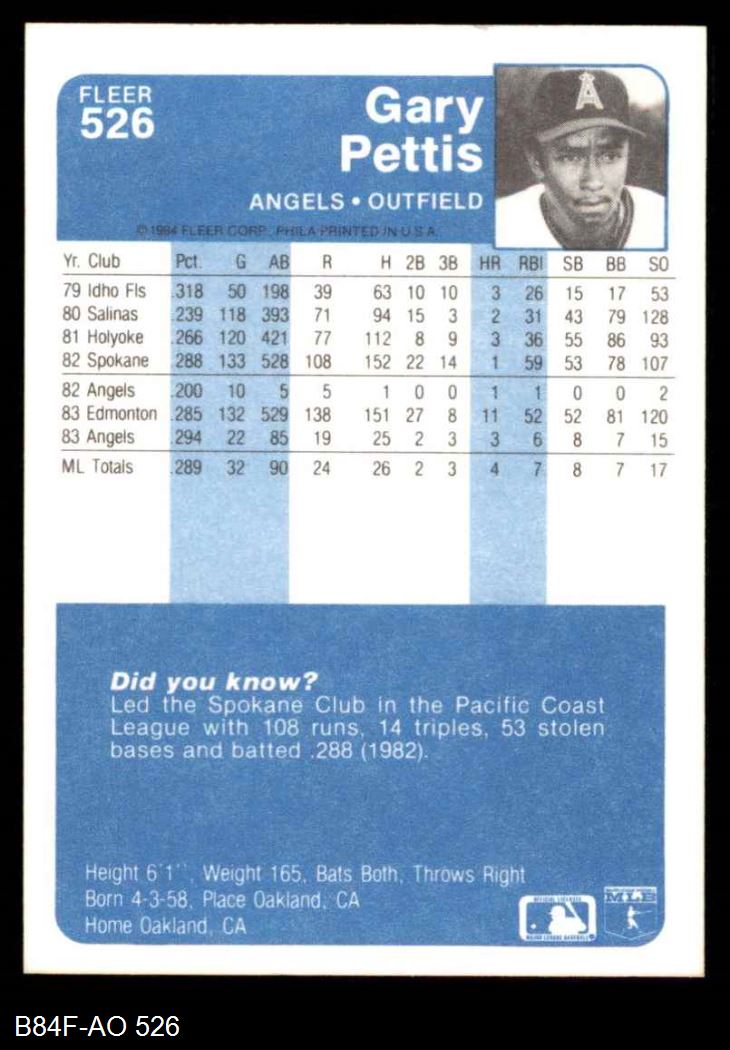 FLEER
526
Gary
Pettis
ANGELS • OUTFIELD
© 1984 FLEER CORP. PHILA PRINTED IN U.S.A.
Yr. Club Pct. G AB R H 2B 3B HR RBI SB BB SO
79 Idho Fls .318 50 198 39 63 10 10 3 26 15 17 53
80 Salinas .239 118 393 71 94 15 3 2 31 43 79 128
81 Holyoke .266 120 421 77 112 8 9 3 36 55 86 93
82 Spokane .288 133 528 108 152 22 14 1 59 53 78 107
82 Angels .200 10 5 5 1 0 0 1 1 0 0 2
83 Edmonton .285 132 529 138 151 27 8 11 52 52 81 120
83 Angels .294 22 85 19 25 2 3 3 6 8 7 15
ML Totals .289 32 90 24 26 2 3 4 7 8 7 17
Did you know?
Led the Spokane Club in the Pacific Coast
League with 108 runs, 14 triples, 53 stolen
bases and batted .288 (1982).
Height 6'1'', Weight 165, Bats Both, Throws Right
Born 4-3-58, Place Oakland, CA
Home Oakland, CA
A
MAJOR LEAGUE BASEBALL
MLB
B84F-AO 526